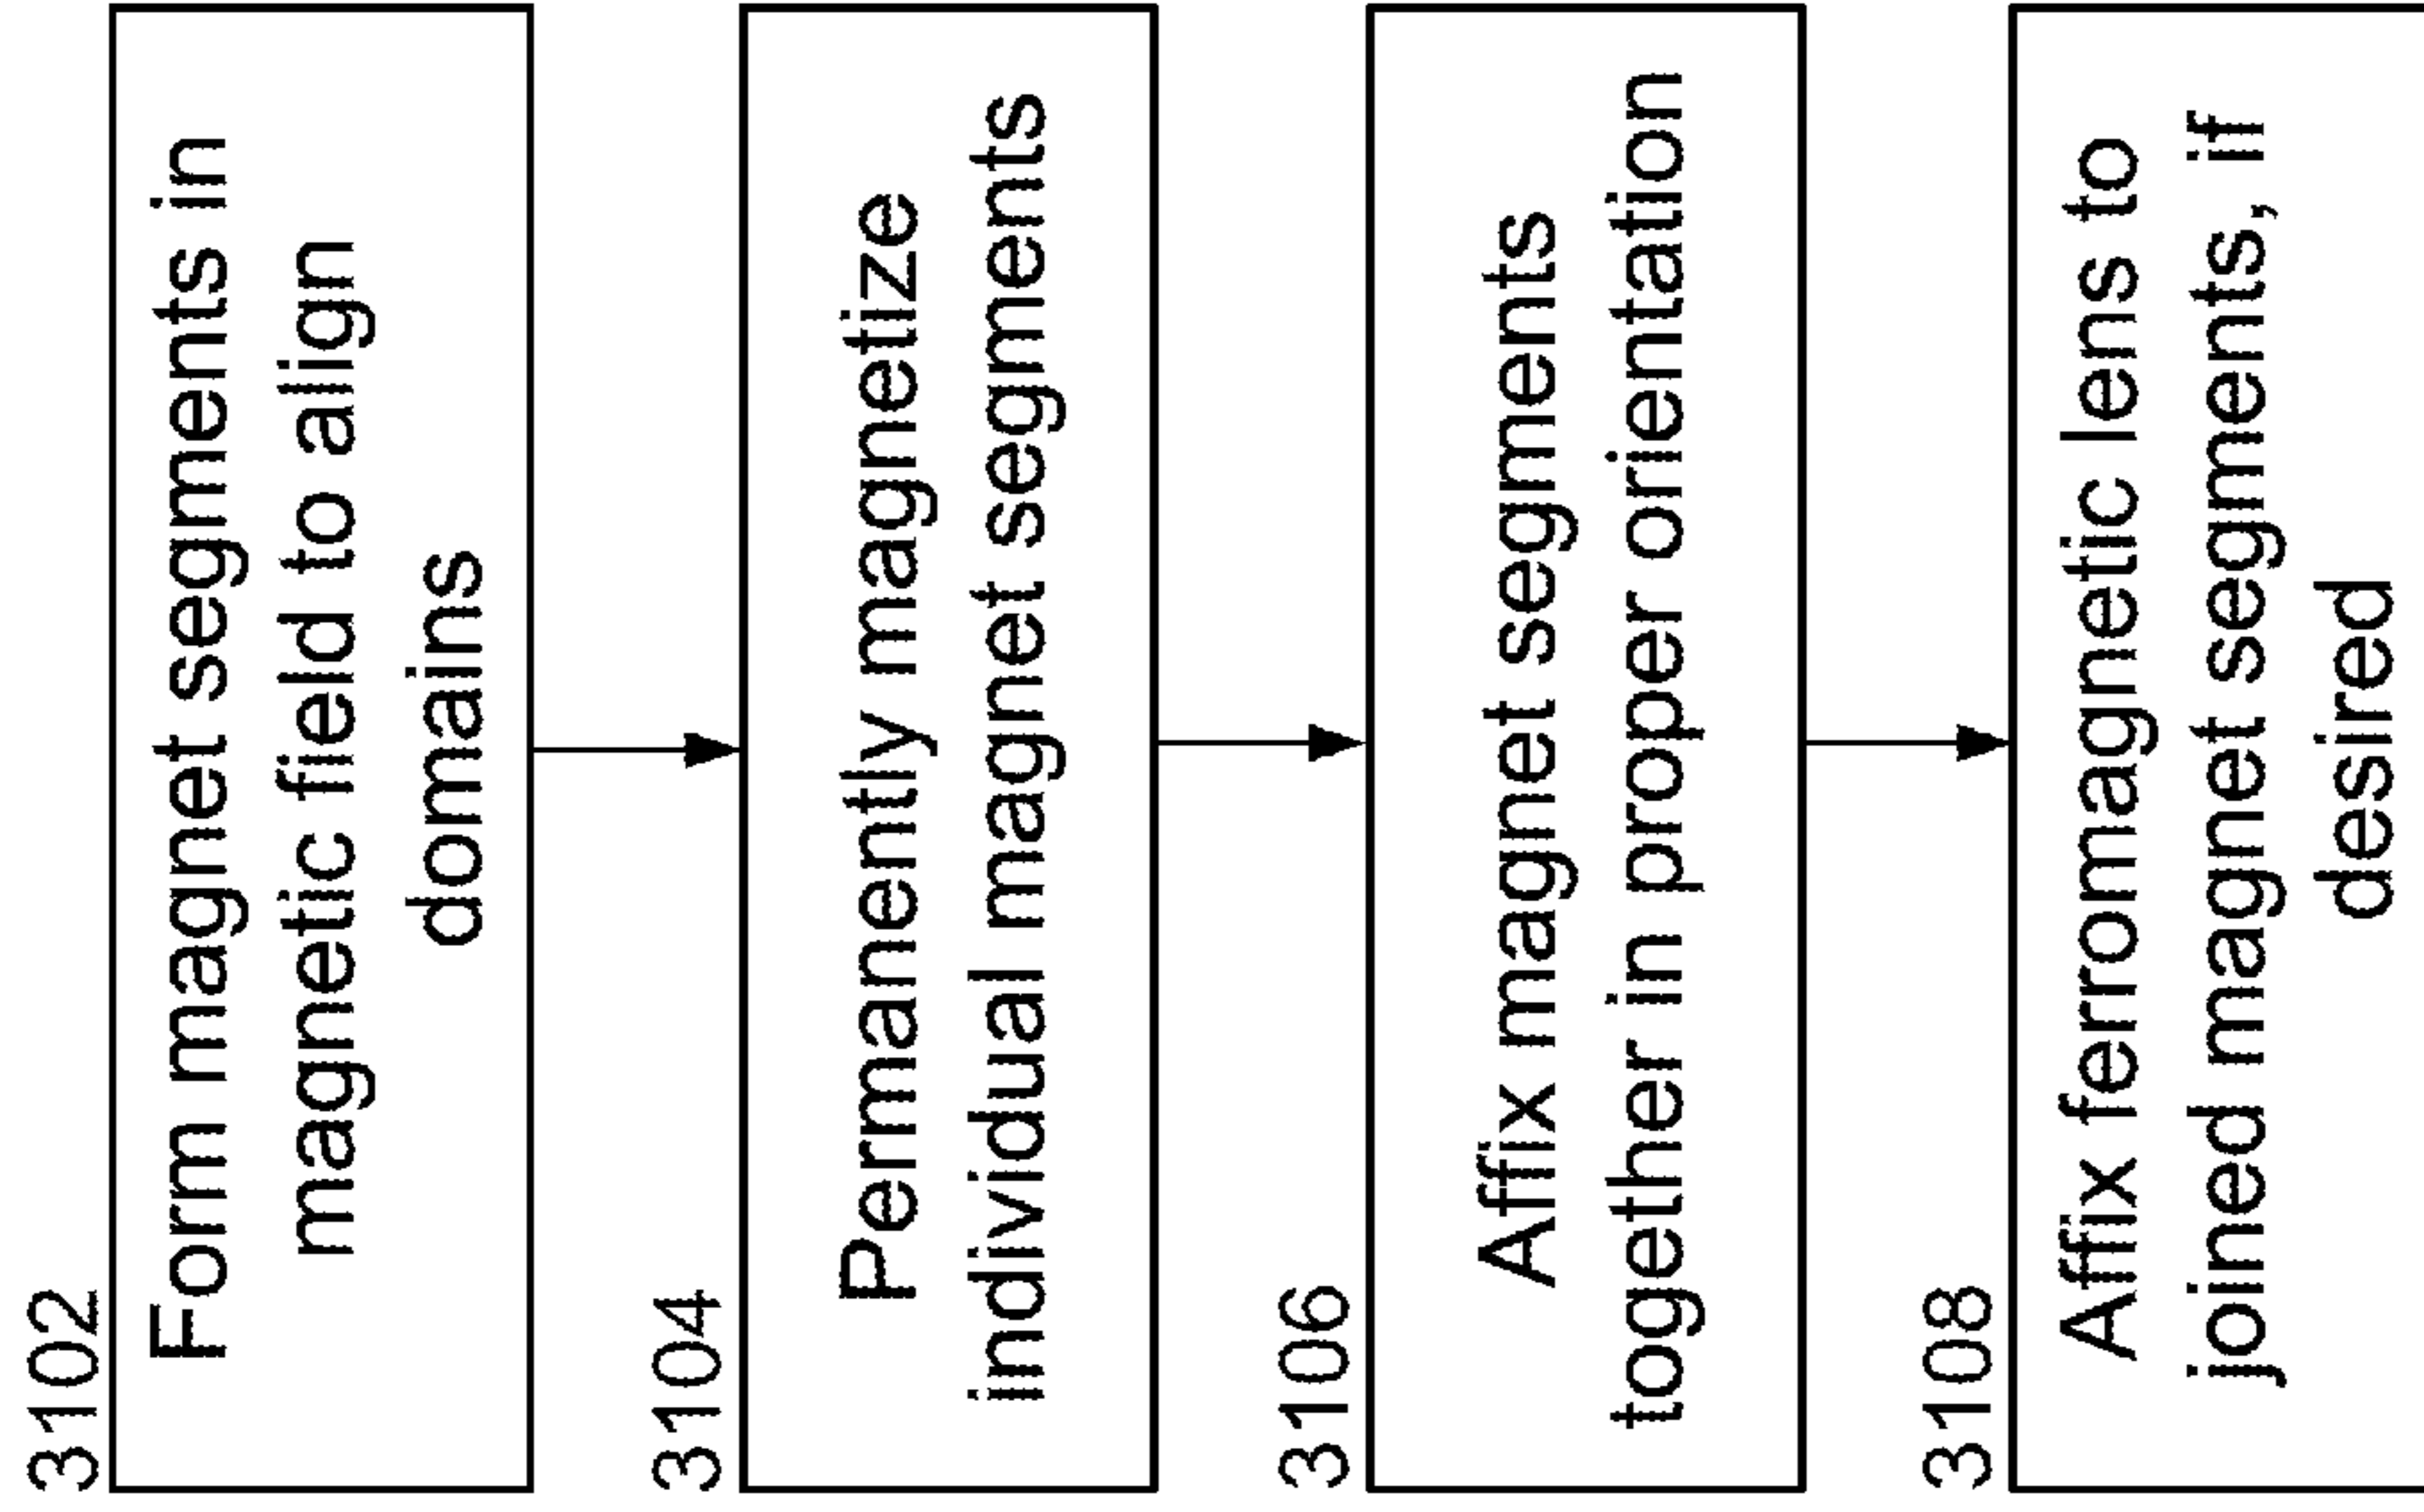 3102
Form magnet segments in
magnetic field to align
domains
3104
Permanently magnetize
individual magnet segments
3106
Affix magnet segments
together in proper orientation
3108
Affix ferromagnetic lens to
joined magnet segments, if
desired